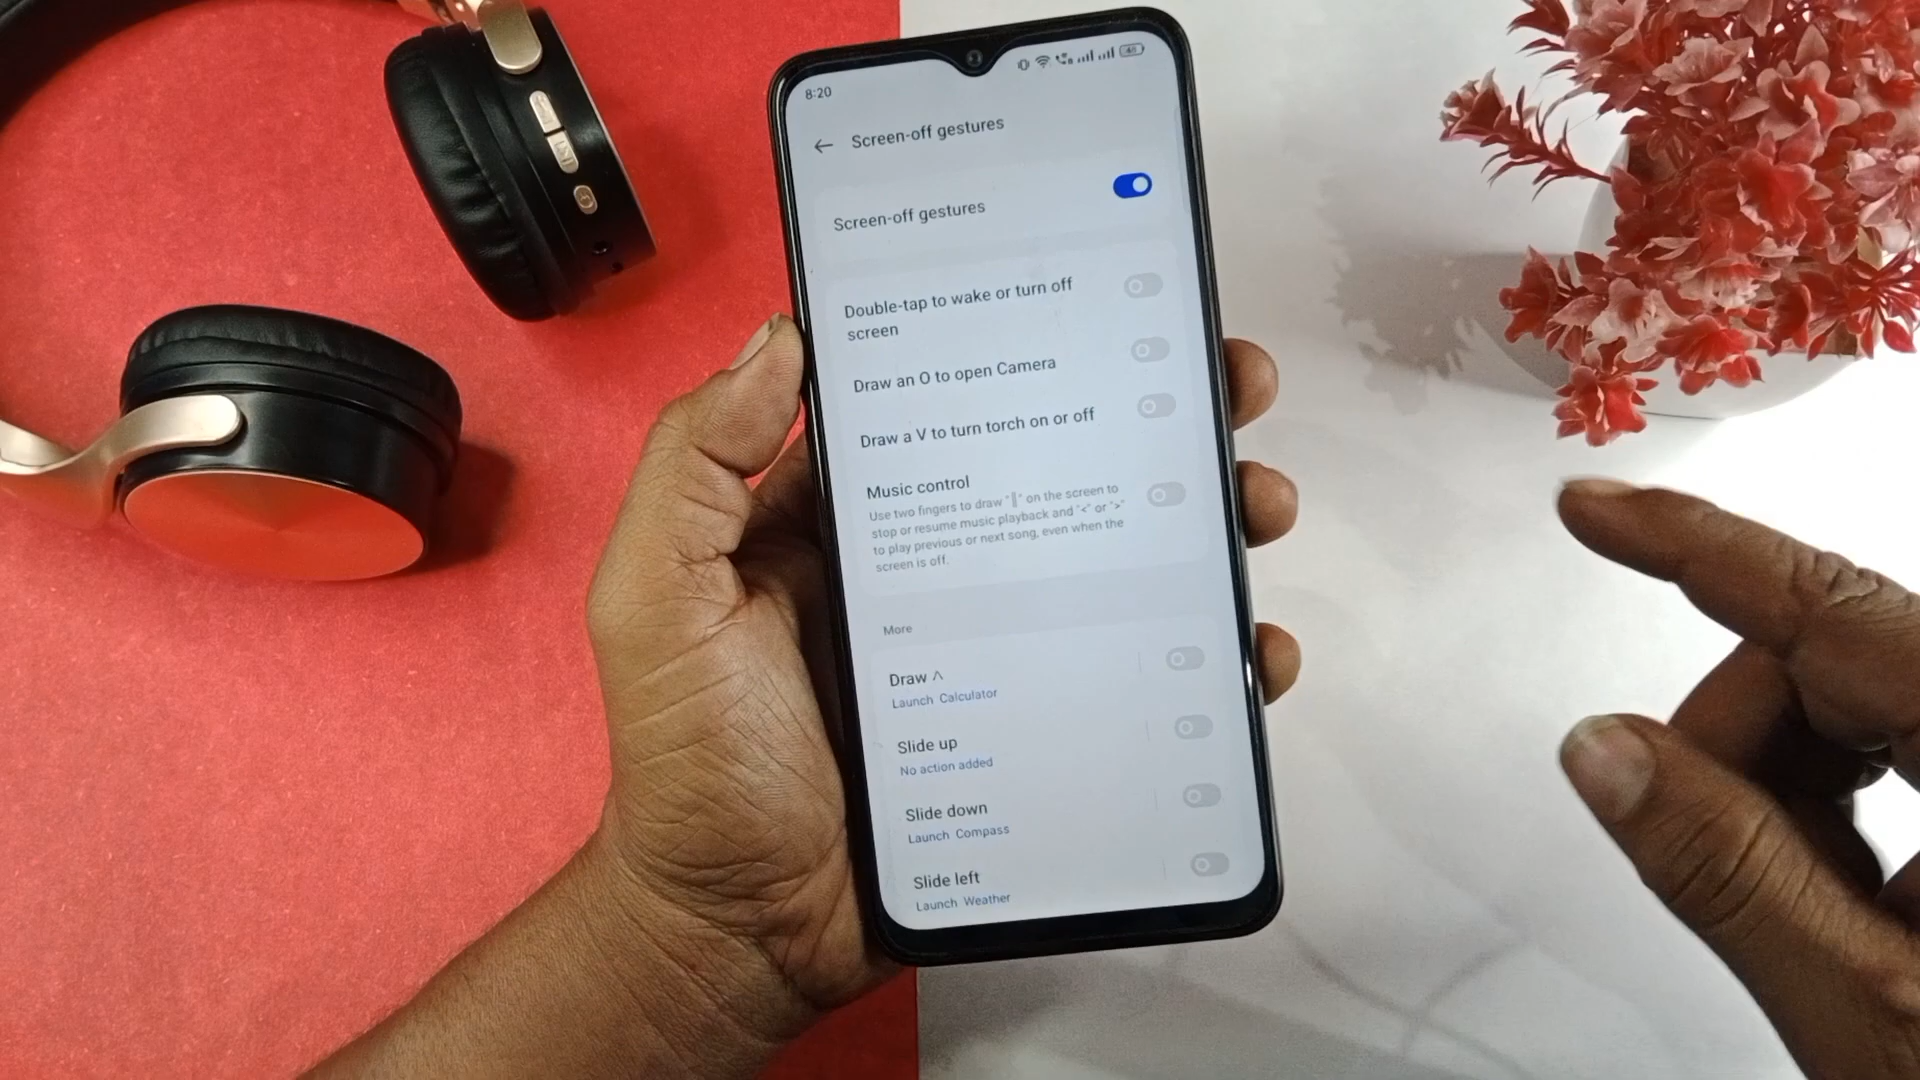 8:20
48
Screen-off gestures
Screen-off gestures
Double-tap to wake or turn off
screen
Draw an O to open Camera
Draw a V to turn torch on or off
Music control
Use two fingers to draw "||" on the screen to
stop or resume music playback and "<" or ">"
to play previous or next song, even when the
screen is off.
More
Draw ∧
Launch Calculator
Slide up
No action added
Slide down
Launch Compass
Slide left
Launch Weather